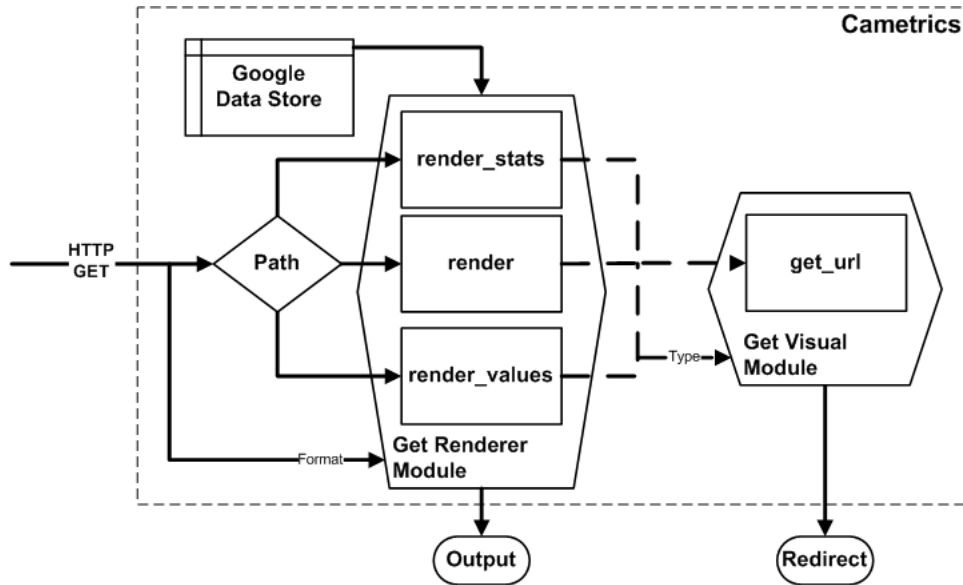 Cametrics
Google
Data Store
render_stats
HTTP
GET
Path
render
get_url
render_values
Type
Get Visual
Module
Format
Get Renderer
Module
Output
Redirect